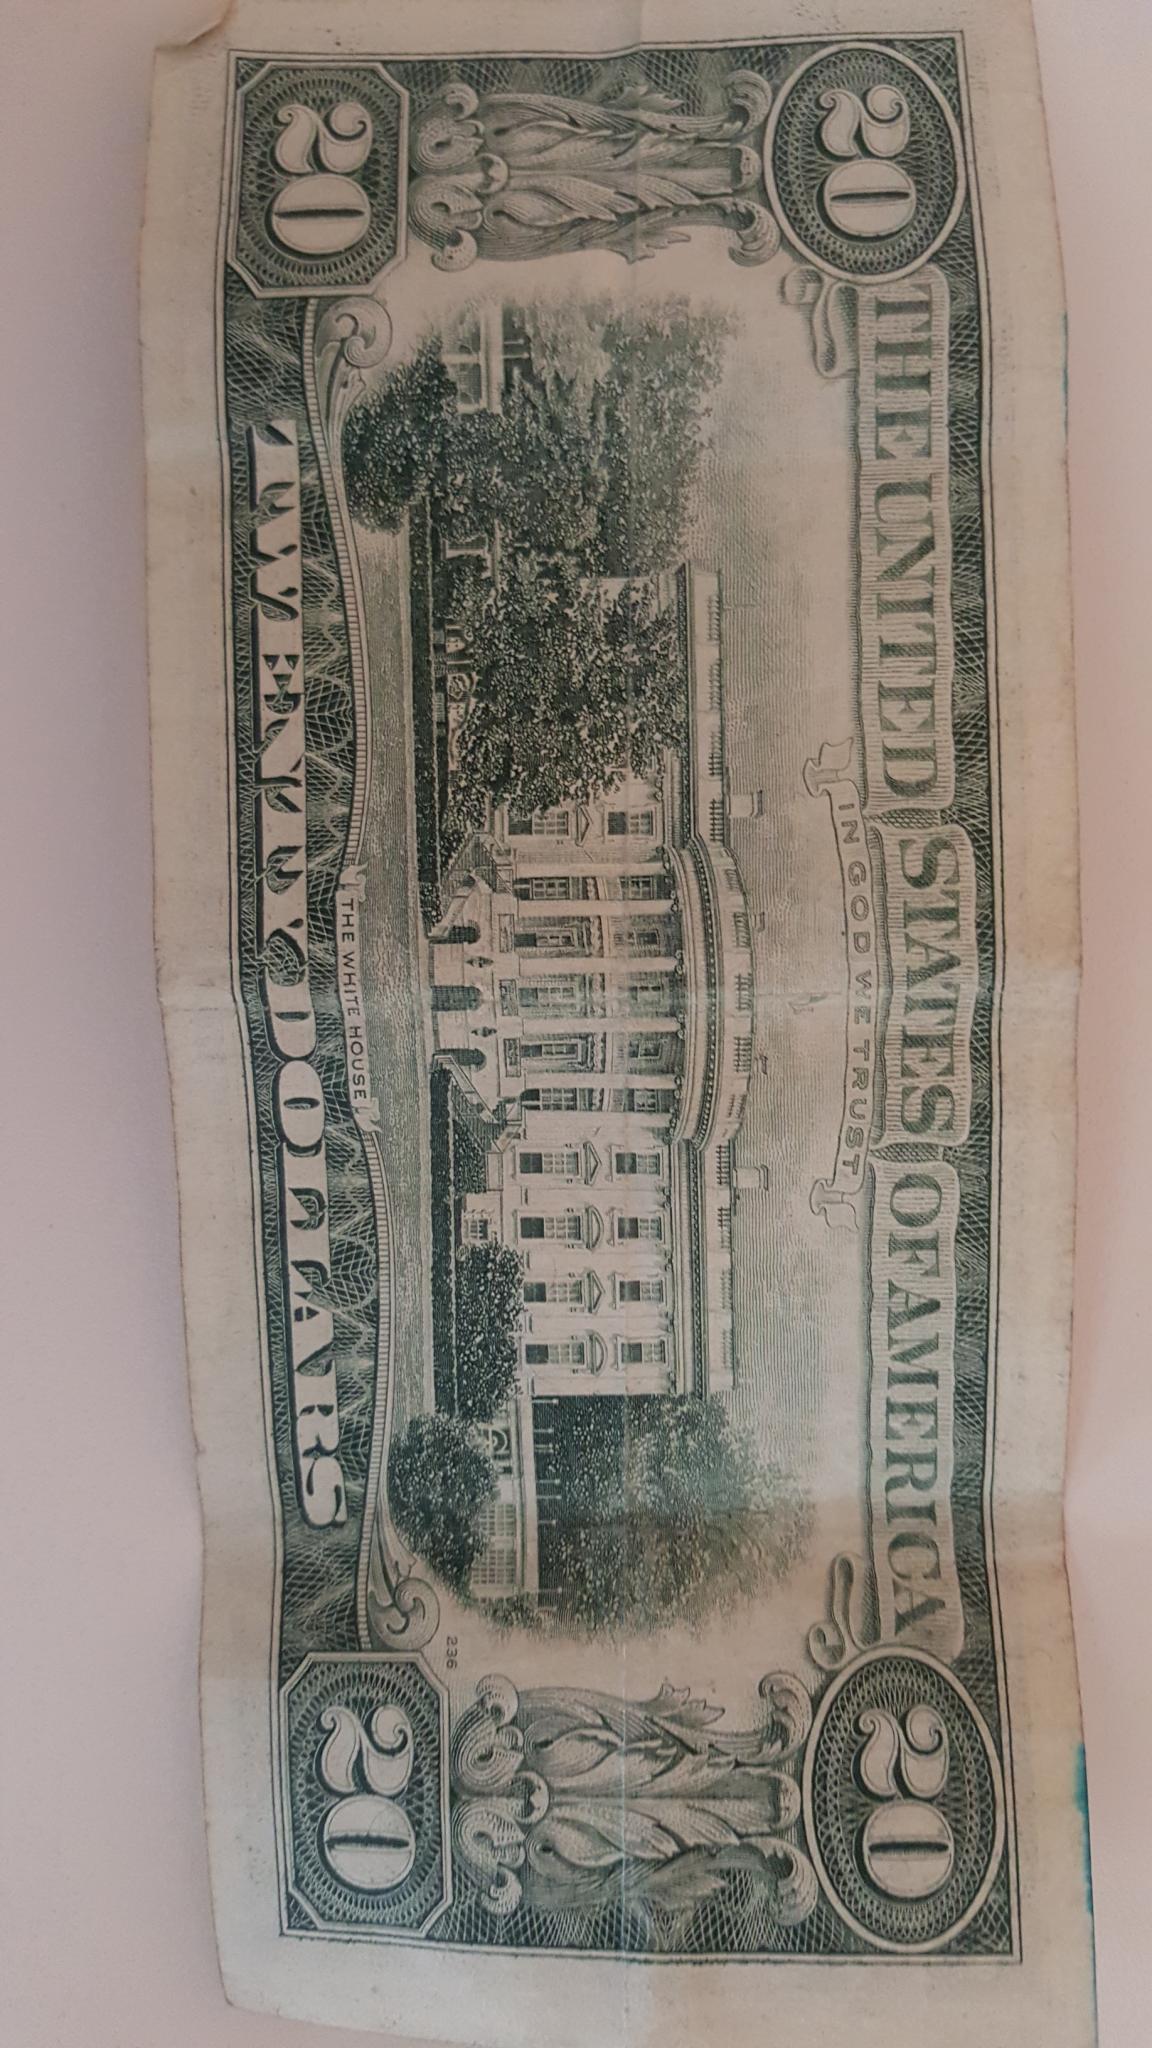 20 THE UNITED STATES OF AMERICA 20
IN GOD WE TRUST
236
THE WHITE HOUSE
20 TWENTY DOLLARS 20